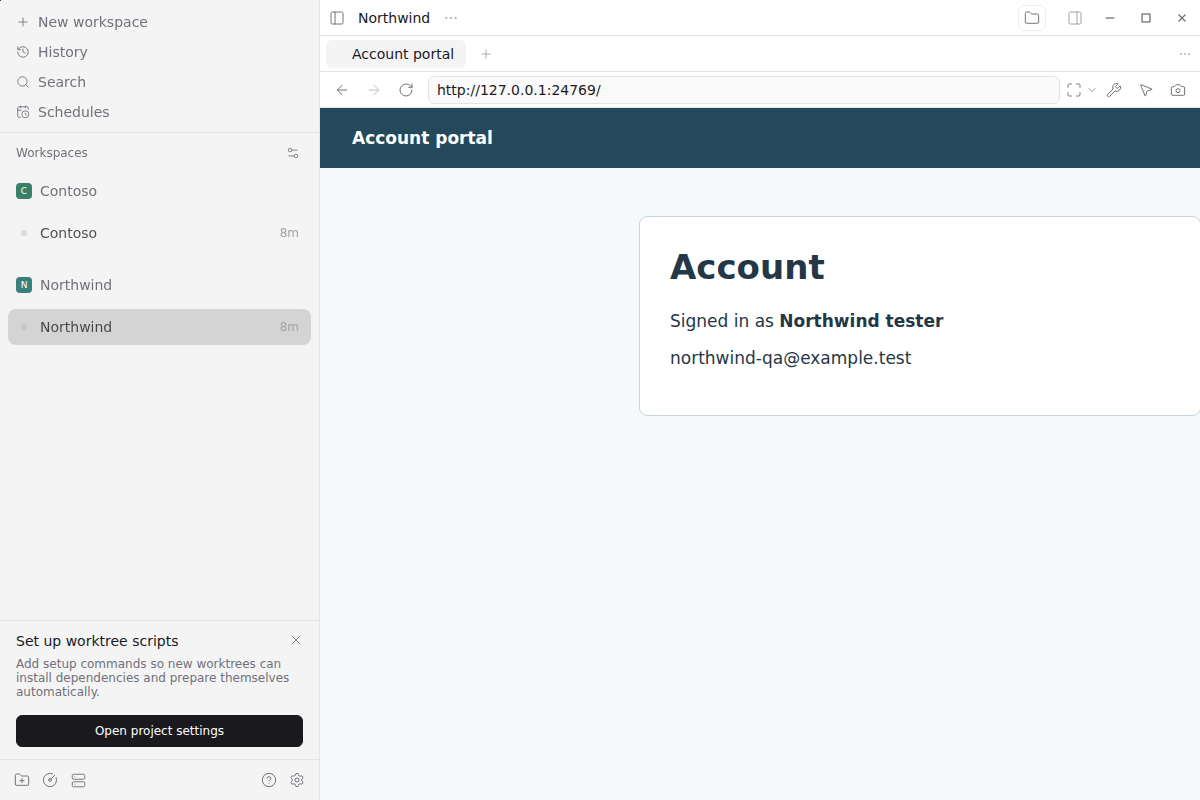 New workspace
History
Search
Schedules
Workspaces
C Contoso
Contoso 8m
N Northwind
Northwind 8m
Set up worktree scripts
Add setup commands so new worktrees can
install dependencies and prepare themselves
automatically.
Open project settings
Northwind
Account portal
http://127.0.0.1:24769/
Account portal
Account
Signed in as Northwind tester
northwind-qa@example.test